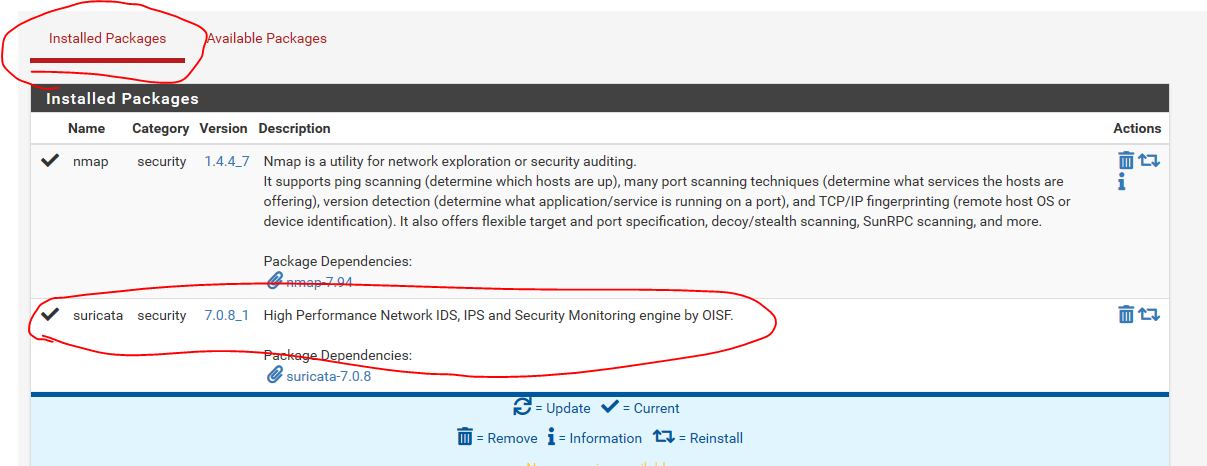 Installed Packages Available Packages
Installed Packages
Name Category Version Description Actions
nmap security 1.4.4_7 Nmap is a utility for network exploration or security auditing.
It supports ping scanning (determine which hosts are up), many port scanning techniques (determine what services the hosts are
offering), version detection (determine what application/service is running on a port), and TCP/IP fingerprinting (remote host OS or
device identification). It also offers flexible target and port specification, decoy/stealth scanning, SunRPC scanning, and more.
Package Dependencies:
nmap-7.94
suricata security 7.0.8_1 High Performance Network IDS, IPS and Security Monitoring engine by OISF.
Package Dependencies:
suricata-7.0.8
= Update = Current
= Remove = Information = Reinstall